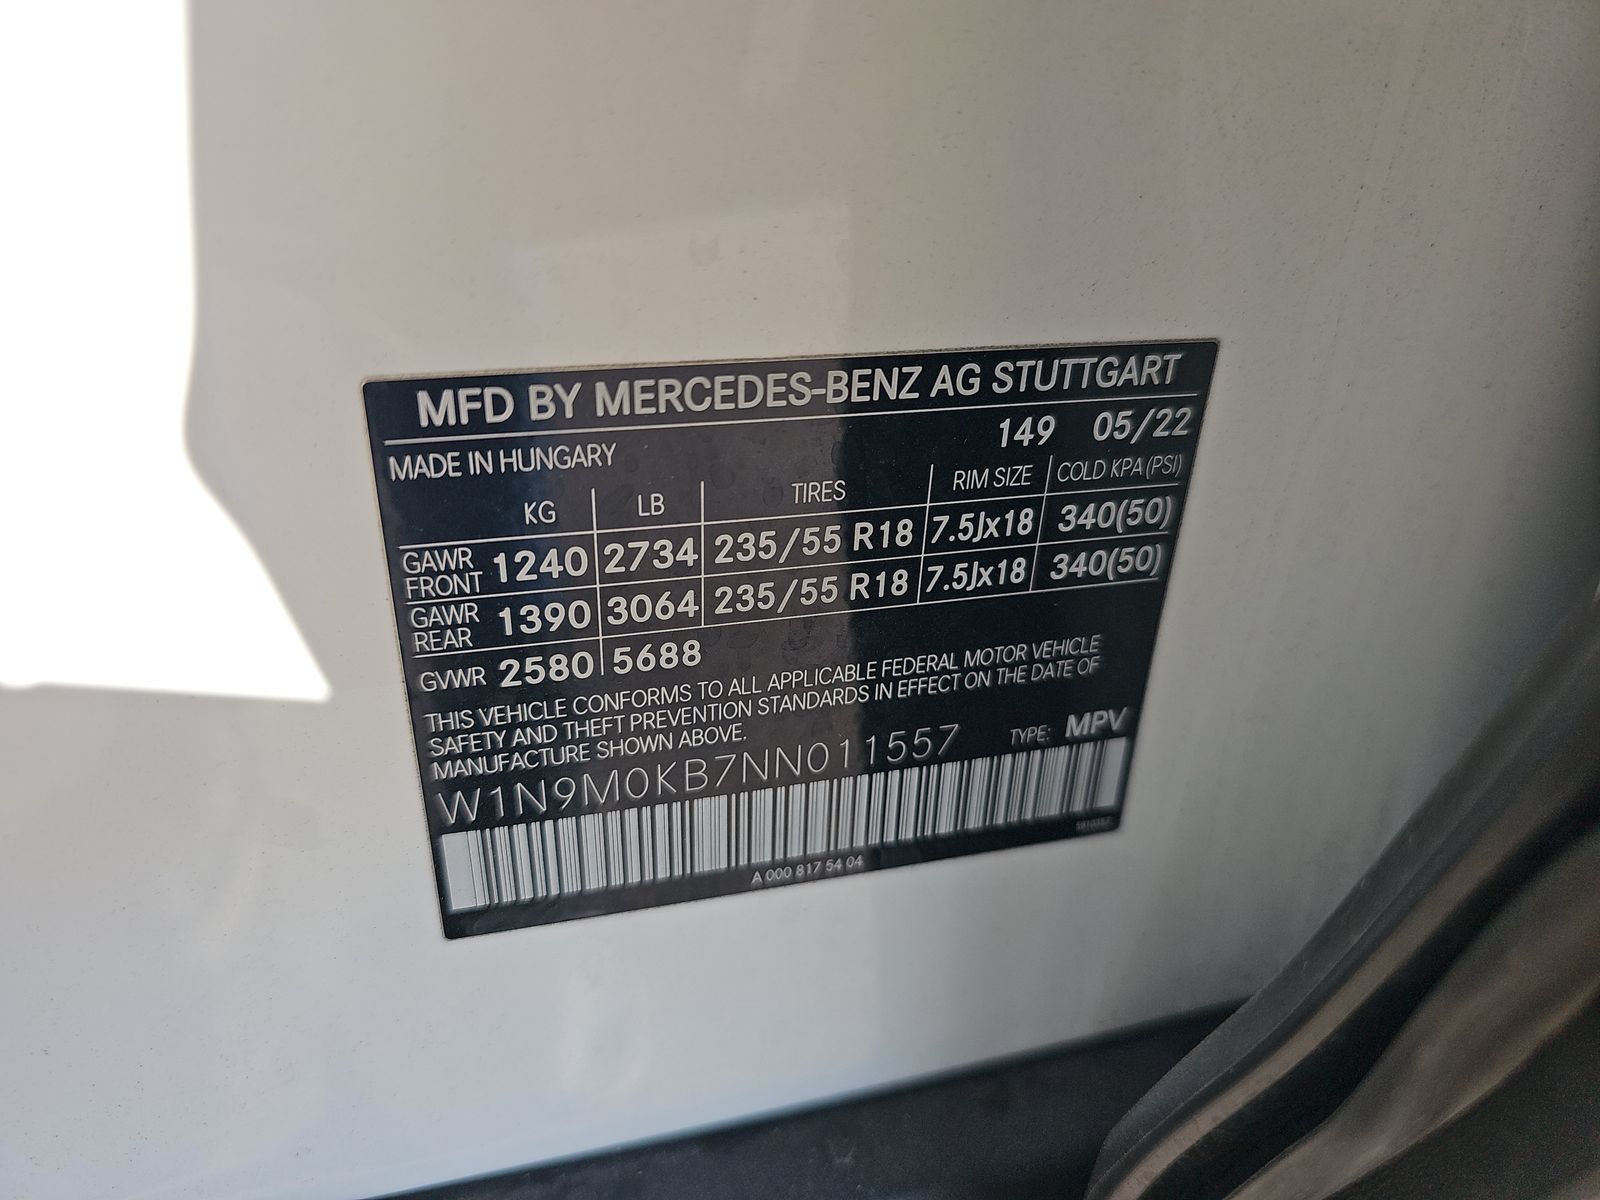 MFD BY MERCEDES-BENZ AG STUTTGART
MADE IN HUNGARY 149 05/22
KG LB TIRES RIM SIZE COLD KPA (PSI)
GAWR FRONT 1240 2734 235/55 R18 7.5Jx18 340(50)
GAWR REAR 1390 3064 235/55 R18 7.5Jx18 340(50)
GVWR 2580 5688
THIS VEHICLE CONFORMS TO ALL APPLICABLE FEDERAL MOTOR VEHICLE
SAFETY AND THEFT PREVENTION STANDARDS IN EFFECT ON THE DATE OF
MANUFACTURE SHOWN ABOVE.
W1N9M0KB7NN011557 TYPE: MPV
A 000 817 54 04